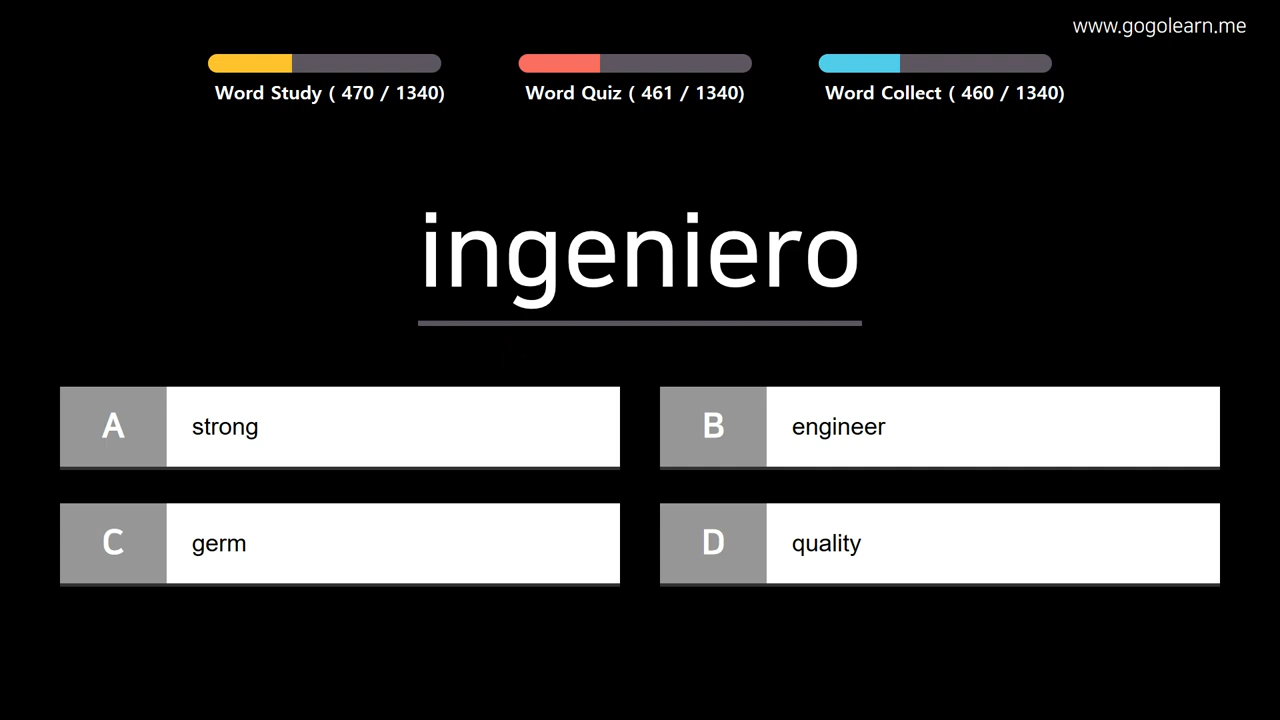 www.gogolearn.me
Word Study ( 470 / 1340)
Word Quiz ( 461 / 1340)
Word Collect ( 460 / 1340)
ingeniero
A strong
B engineer
C germ
D quality